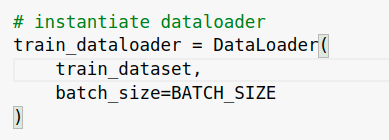 # instantiate dataloader
train_dataloader = DataLoader(
    train_dataset,
    batch_size=BATCH_SIZE
)